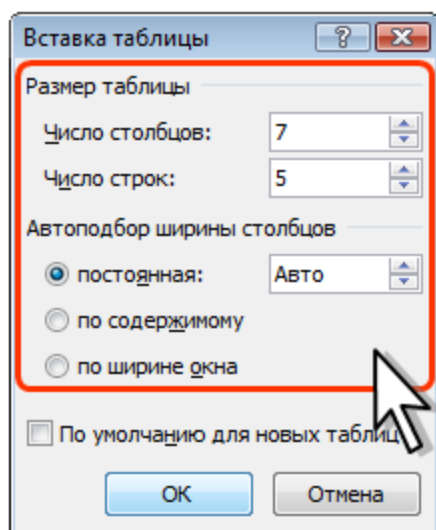 Вставка таблицы
Размер таблицы
Число столбцов: 7
Число строк: 5
Автоподбор ширины столбцов
постоянная: Авто
по содержимому
по ширине окна
По умолчанию для новых таблиц
ОК Отмена